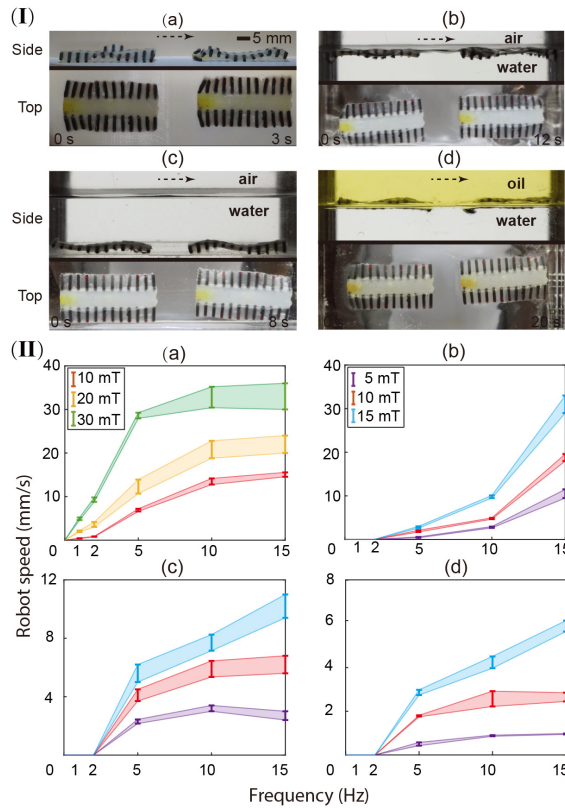 (I)
(a)
(b)
Side
5 mm
air
water
Top
0 s
3 s
0 s
12 s
(c)
(d)
Side
air
water
oil
water
Top
0 s
8 s
20 s
(II)
(a)
(b)
40
10 mT
20 mT
30 mT
30
20
10
0 1 2 5 10 15
40
5 mT
10 mT
15 mT
30
20
10
0 1 2 5 10 15
Robot speed (mm/s)
(c)
(d)
12
8
4
0 1 2 5 10 15
8
6
4
2
0 1 2 5 10 15
Frequency (Hz)